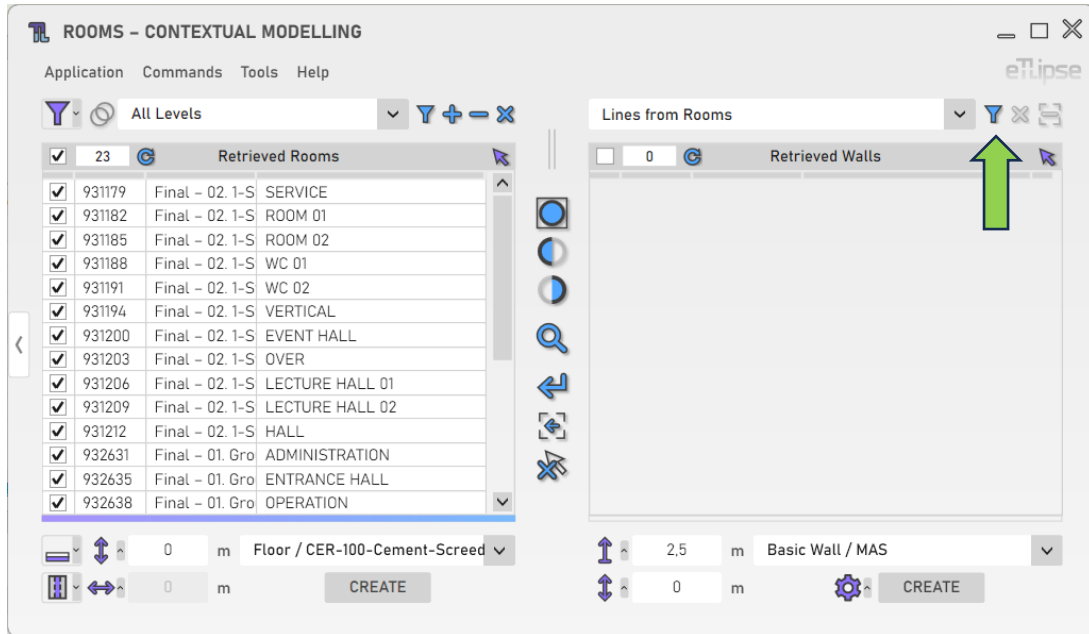 ROOMS – CONTEXTUAL MODELLING
Application Commands Tools Help
eTLipse
All Levels
Lines from Rooms
23 Retrieved Rooms
0 Retrieved Walls
931179 Final – 02. 1-S SERVICE
931182 Final – 02. 1-S ROOM 01
931185 Final – 02. 1-S ROOM 02
931188 Final – 02. 1-S WC 01
931191 Final – 02. 1-S WC 02
931194 Final – 02. 1-S VERTICAL
931200 Final – 02. 1-S EVENT HALL
931203 Final – 02. 1-S OVER
931206 Final – 02. 1-S LECTURE HALL 01
931209 Final – 02. 1-S LECTURE HALL 02
931212 Final – 02. 1-S HALL
932631 Final – 01. Gro ADMINISTRATION
932635 Final – 01. Gro ENTRANCE HALL
932638 Final – 01. Gro OPERATION
0 m Floor / CER-100-Cement-Screed
2,5 m Basic Wall / MAS
0 m CREATE
0 m CREATE